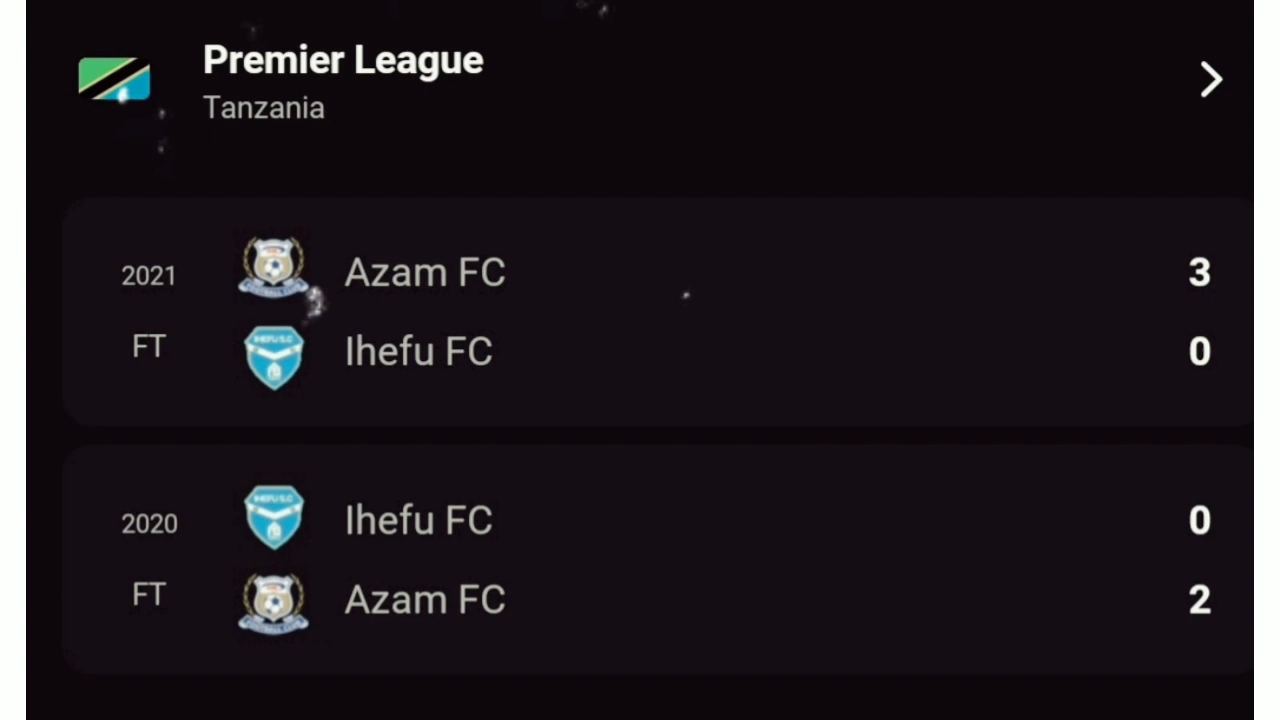 Premier League
Tanzania
2021
Azam FC
3
FT
Ihefu FC
0
2020
Ihefu FC
0
FT
Azam FC
2